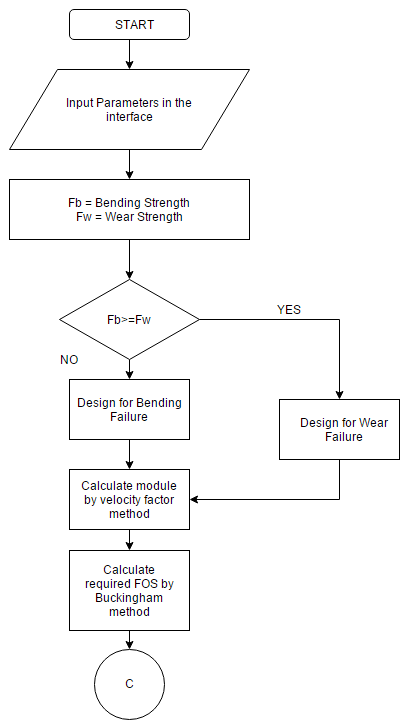 START
Input Parameters in the
interface
Fb = Bending Strength
Fw = Wear Strength
Fb>=Fw
YES
NO
Design for Bending
Failure
Design for Wear
Failure
Calculate module
by velocity factor
method
Calculate
required FOS by
Buckingham
method
C